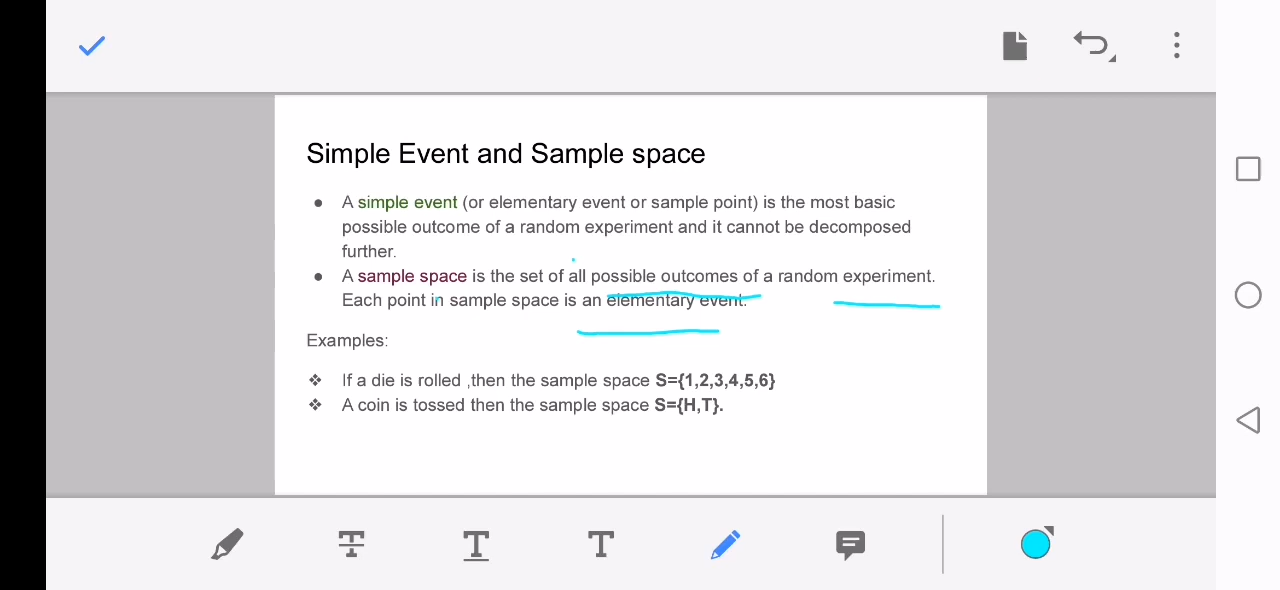 Simple Event and Sample space
● A simple event (or elementary event or sample point) is the most basic
possible outcome of a random experiment and it cannot be decomposed
further.
● A sample space is the set of all possible outcomes of a random experiment.
Each point in sample space is an elementary event.
Examples:
❖ If a die is rolled ,then the sample space S={1,2,3,4,5,6}
❖ A coin is tossed then the sample space S={H,T}.